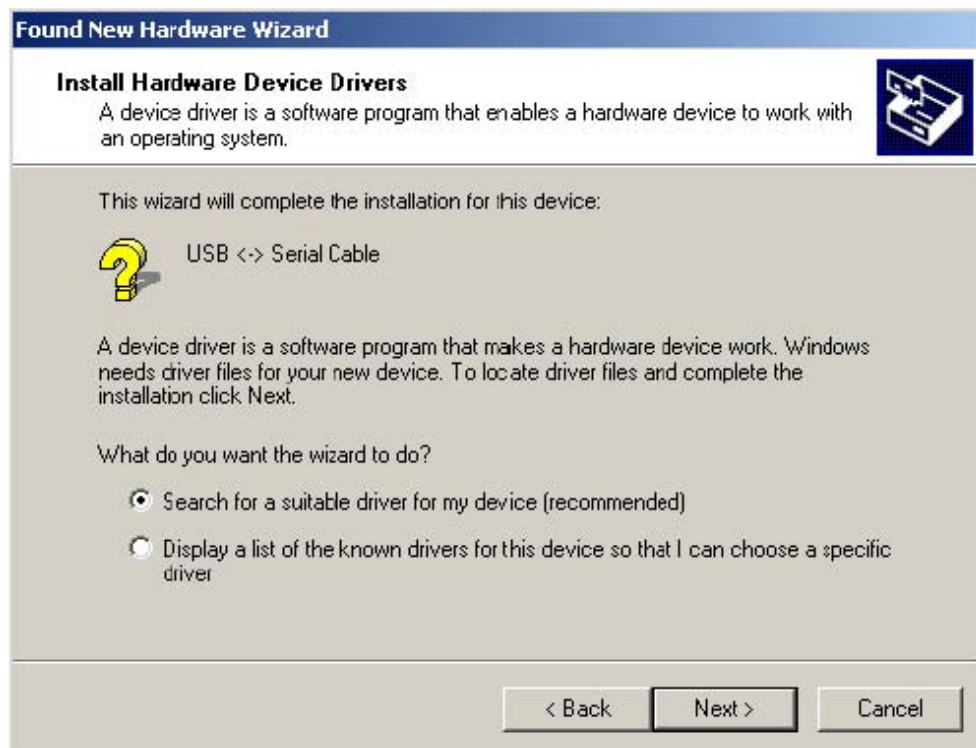 Found New Hardware Wizard
Install Hardware Device Drivers
A device driver is a software program that enables a hardware device to work with
an operating system.
This wizard will complete the installation for this device:
USB <-> Serial Cable
A device driver is a software program that makes a hardware device work. Windows
needs driver files for your new device. To locate driver files and complete the
installation click Next.
What do you want the wizard to do?
Search for a suitable driver for my device (recommended)
Display a list of the known drivers for this device so that I can choose a specific
driver
< Back Next > Cancel